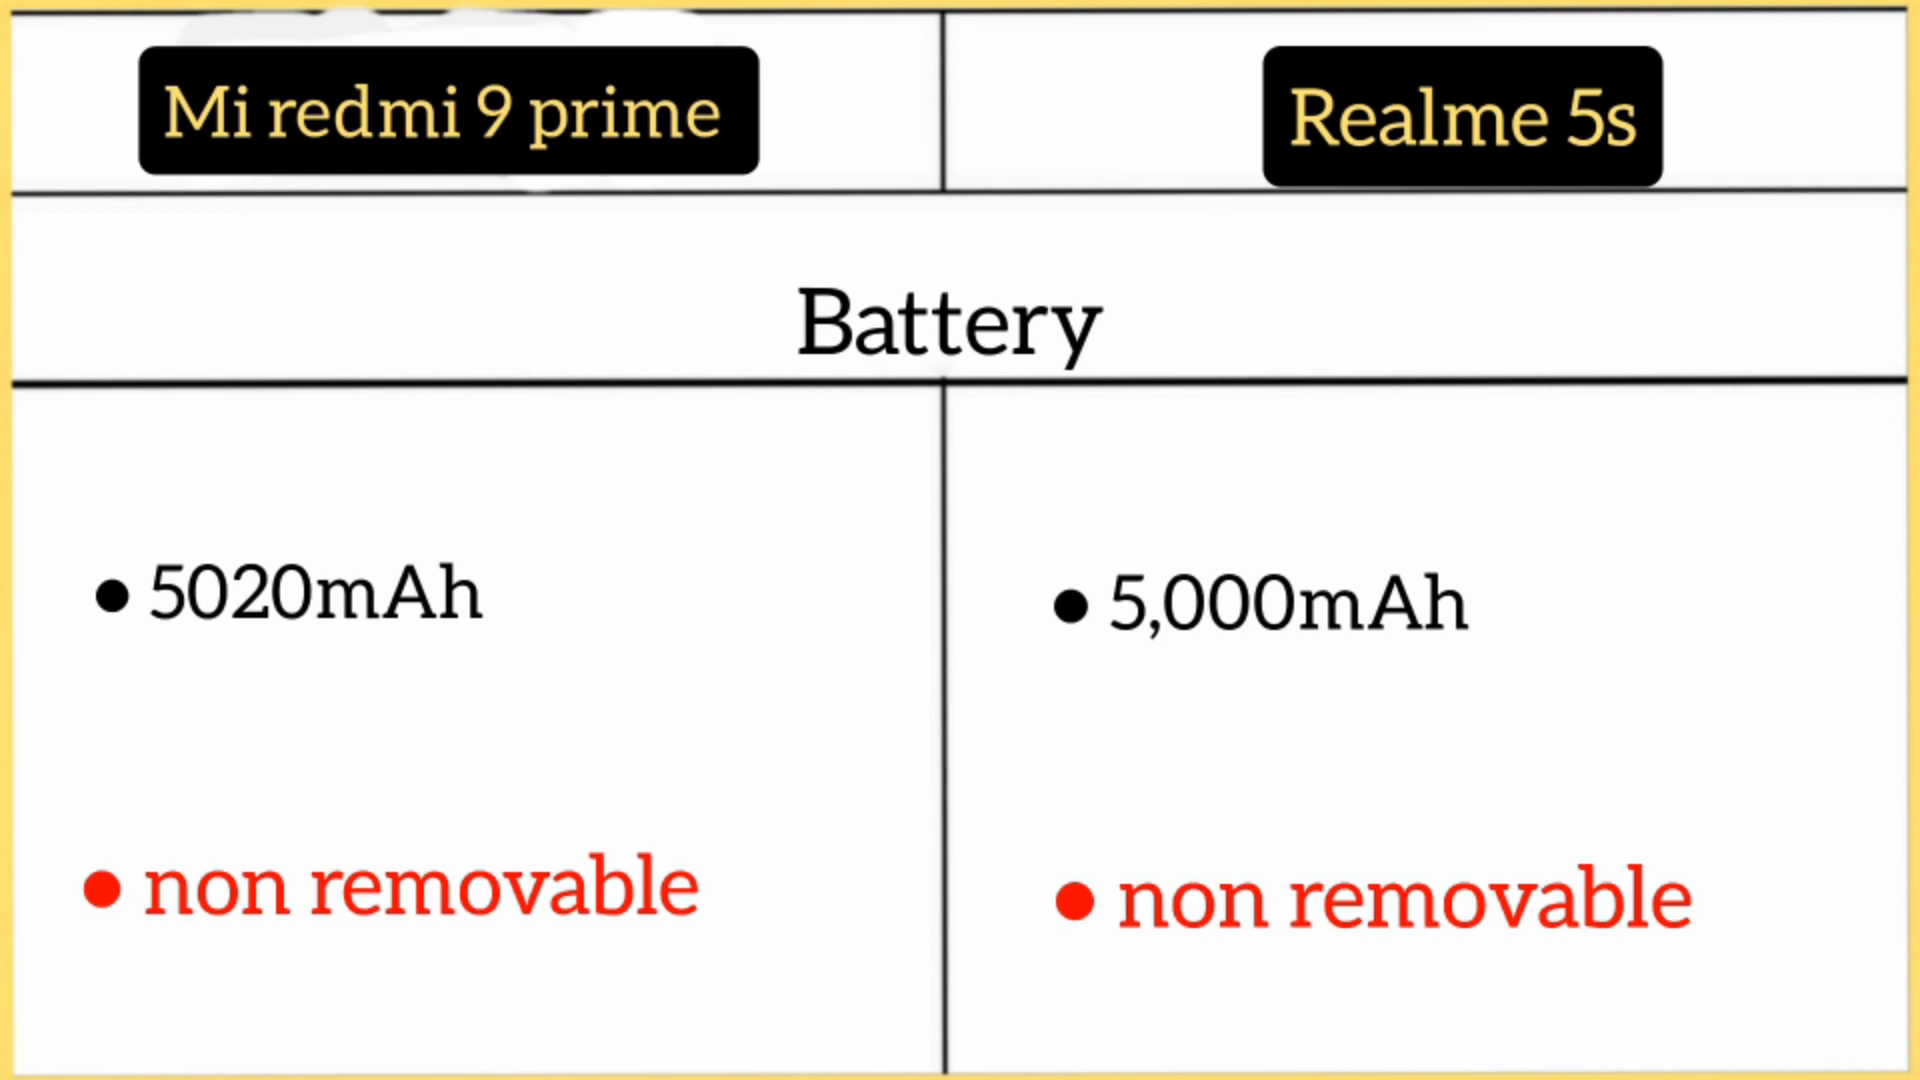 Mi redmi 9 prime
Realme 5s
Battery
• 5020mAh
• 5,000mAh
• non removable
• non removable